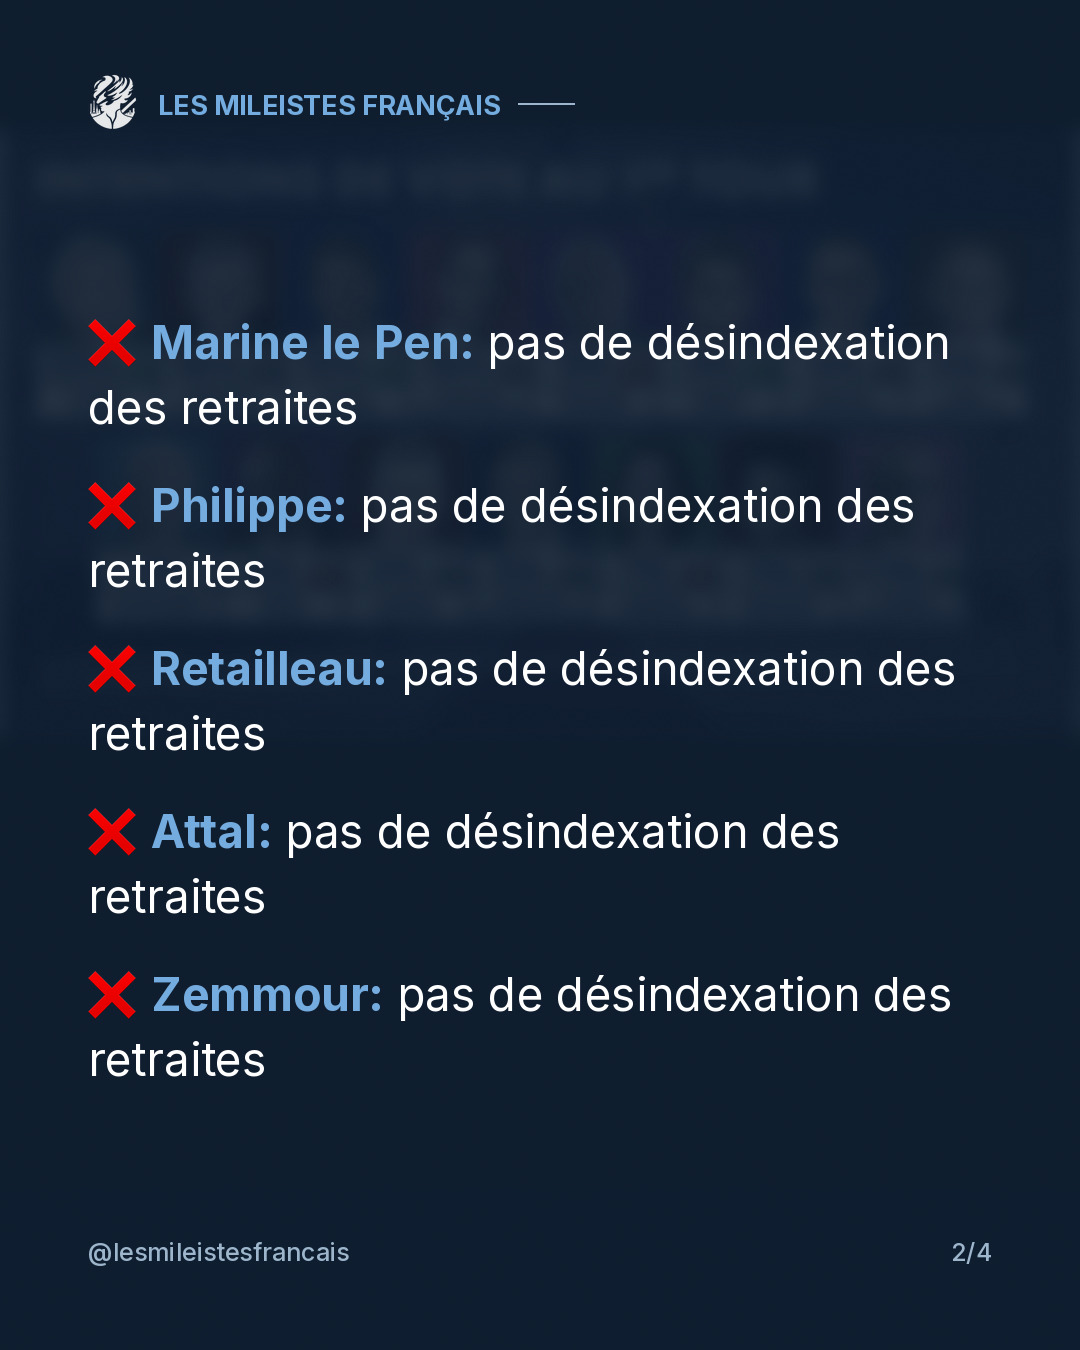 LES MILEISTES FRANÇAIS
❌ Marine le Pen: pas de désindexation
des retraites
❌ Philippe: pas de désindexation des
retraites
❌ Retailleau: pas de désindexation des
retraites
❌ Attal: pas de désindexation des
retraites
❌ Zemmour: pas de désindexation des
retraites
@lesmileistesfrancais
2/4